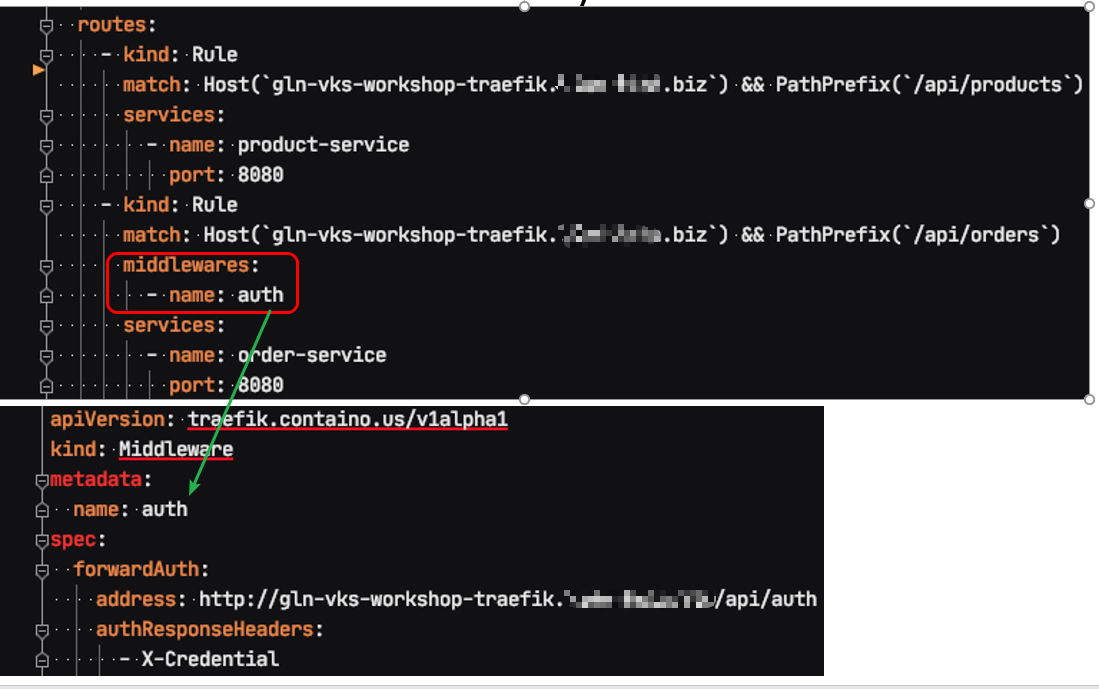 routes:
- kind: Rule
match: Host(`gln-vks-workshop-traefik. .biz`) && PathPrefix(`/api/products`)
services:
- name: product-service
port: 8080
- kind: Rule
match: Host(`gln-vks-workshop-traefik. .biz`) && PathPrefix(`/api/orders`)
middlewares:
- name: auth
services:
- name: order-service
port: 8080
apiVersion: traefik.containo.us/v1alpha1
kind: Middleware
metadata:
name: auth
spec:
forwardAuth:
address: http://gln-vks-workshop-traefik. /api/auth
authResponseHeaders:
- X-Credential